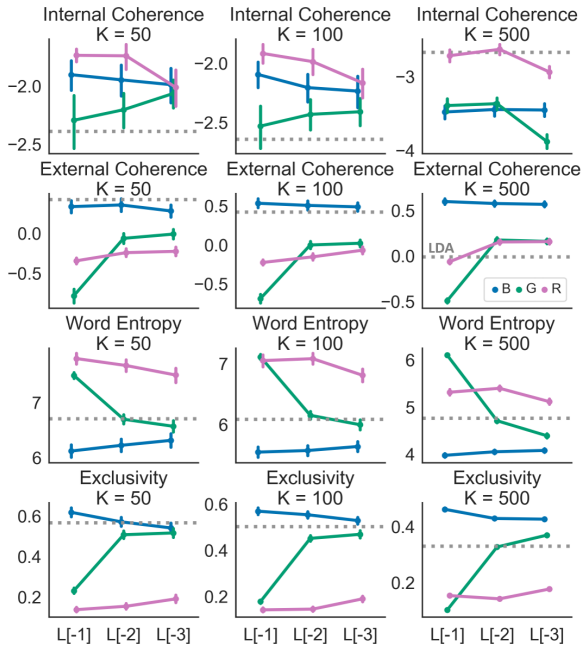 Internal Coherence
K = 50
Internal Coherence
K = 100
Internal Coherence
K = 500
−2.0
−2.5
−2.0
−2.5
−3
−4
External Coherence
K = 50
External Coherence
K = 100
External Coherence
K = 500
0.0
−0.5
0.5
0.0
−0.5
0.5
0.0
−0.5
LDA
B G R
Word Entropy
K = 50
Word Entropy
K = 100
Word Entropy
K = 500
7
6
7
6
6
5
4
Exclusivity
K = 50
Exclusivity
K = 100
Exclusivity
K = 500
0.6
0.4
0.2
0.6
0.4
0.2
0.4
0.2
L[-1] L[-2] L[-3]
L[-1] L[-2] L[-3]
L[-1] L[-2] L[-3]